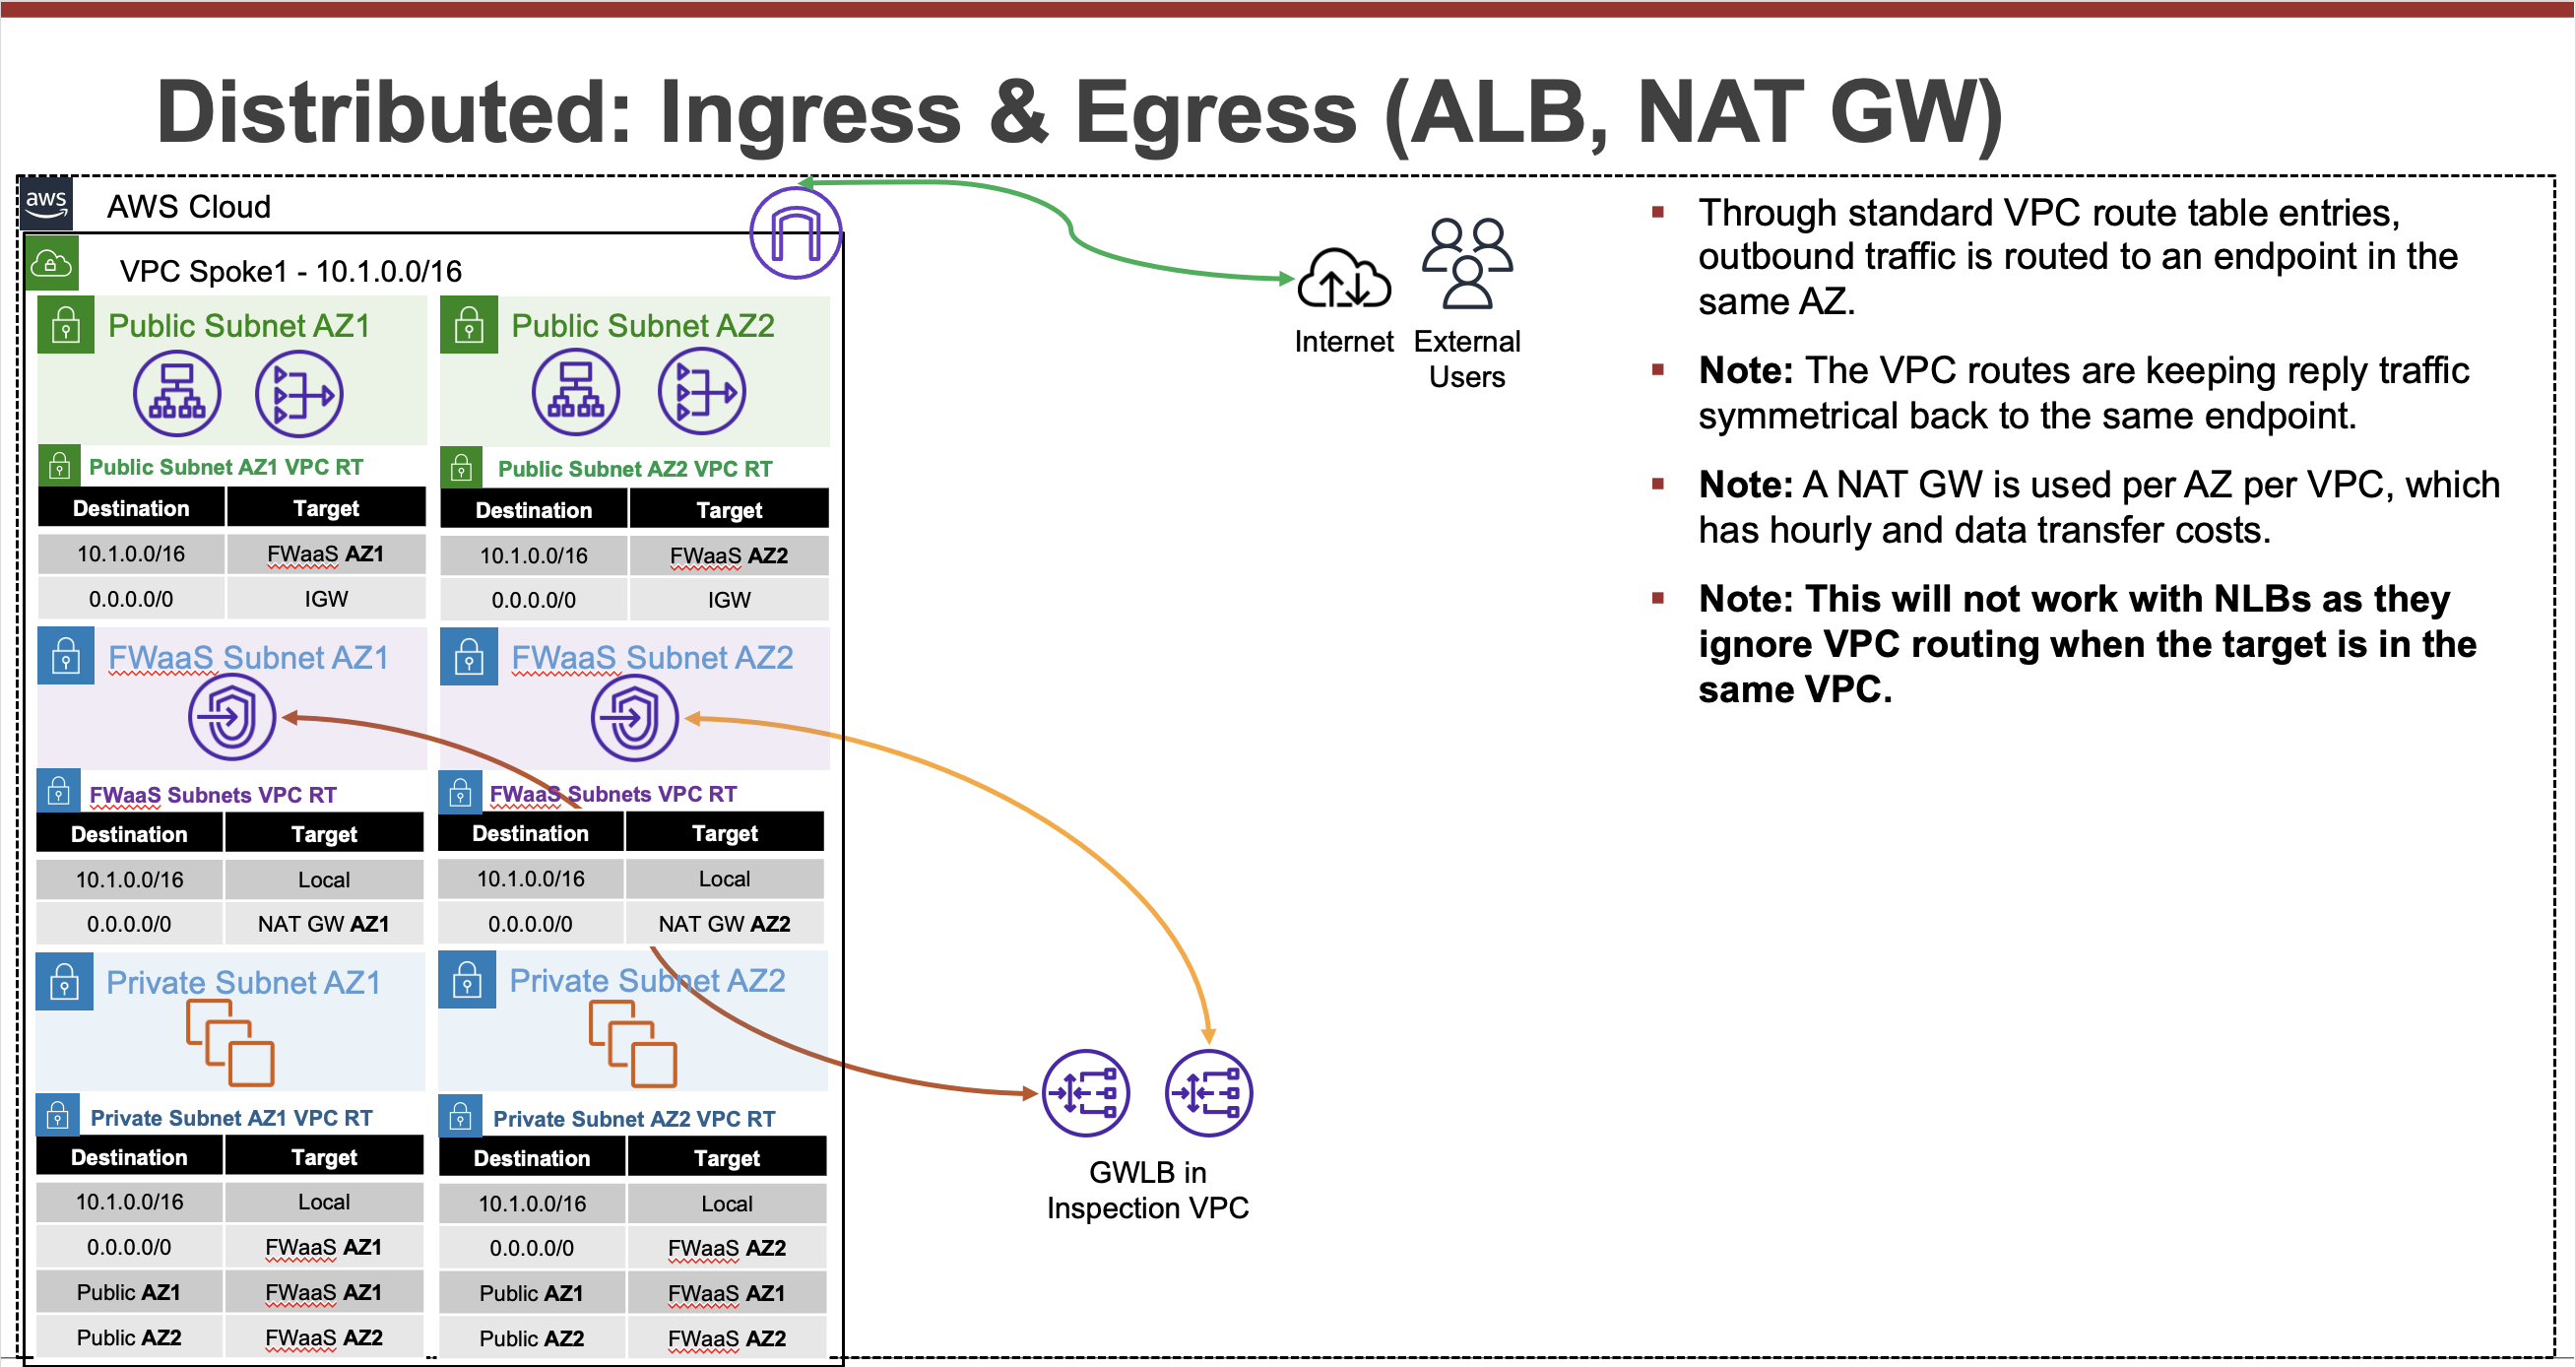 Distributed: Ingress & Egress (ALB, NAT GW)
aws
AWS Cloud
VPC Spoke1 - 10.1.0.0/16
Public Subnet AZ1
Public Subnet AZ2
Public Subnet AZ1 VPC RT
Destination Target
10.1.0.0/16 FWaaS AZ1
0.0.0.0/0 IGW
Public Subnet AZ2 VPC RT
Destination Target
10.1.0.0/16 FWaaS AZ2
0.0.0.0/0 IGW
FWaaS Subnet AZ1
FWaaS Subnet AZ2
FWaaS Subnets VPC RT
Destination Target
10.1.0.0/16 Local
0.0.0.0/0 NAT GW AZ1
FWaaS Subnets VPC RT
Destination Target
10.1.0.0/16 Local
0.0.0.0/0 NAT GW AZ2
Private Subnet AZ1
Private Subnet AZ2
Private Subnet AZ1 VPC RT
Destination Target
10.1.0.0/16 Local
0.0.0.0/0 FWaaS AZ1
Public AZ1 FWaaS AZ1
Public AZ2 FWaaS AZ2
Private Subnet AZ2 VPC RT
Destination Target
10.1.0.0/16 Local
0.0.0.0/0 FWaaS AZ2
Public AZ1 FWaaS AZ1
Public AZ2 FWaaS AZ2
Internet
External
Users
GWLB in
Inspection VPC
▪ Through standard VPC route table entries,
outbound traffic is routed to an endpoint in the
same AZ.
▪ Note: The VPC routes are keeping reply traffic
symmetrical back to the same endpoint.
▪ Note: A NAT GW is used per AZ per VPC, which
has hourly and data transfer costs.
▪ Note: This will not work with NLBs as they
ignore VPC routing when the target is in the
same VPC.